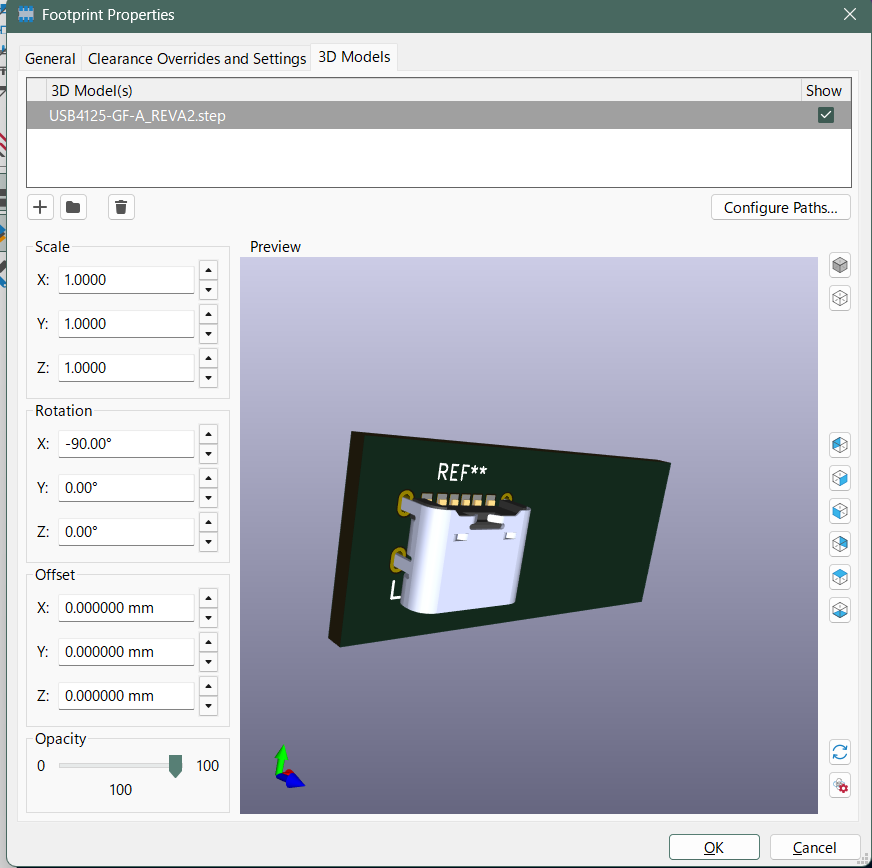 Footprint Properties
General Clearance Overrides and Settings 3D Models
3D Model(s) Show
USB4125-GF-A_REVA2.step
Configure Paths...
Scale
X: 1.0000
Y: 1.0000
Z: 1.0000
Rotation
X: -90.00°
Y: 0.00°
Z: 0.00°
Offset
X: 0.000000 mm
Y: 0.000000 mm
Z: 0.000000 mm
Opacity
0 100
100
Preview
REF**
OK Cancel